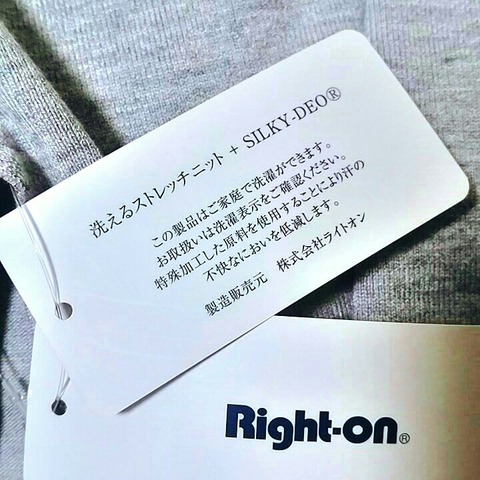 洗えるストレッチニット + SILKY-DEO®
この製品はご家庭で洗濯ができます。
お取扱いは洗濯表示をご確認ください。
特殊加工した原料を使用することにより汗の
不快なにおいを低減します。
製造販売元　株式会社ライトオン
Right-on®